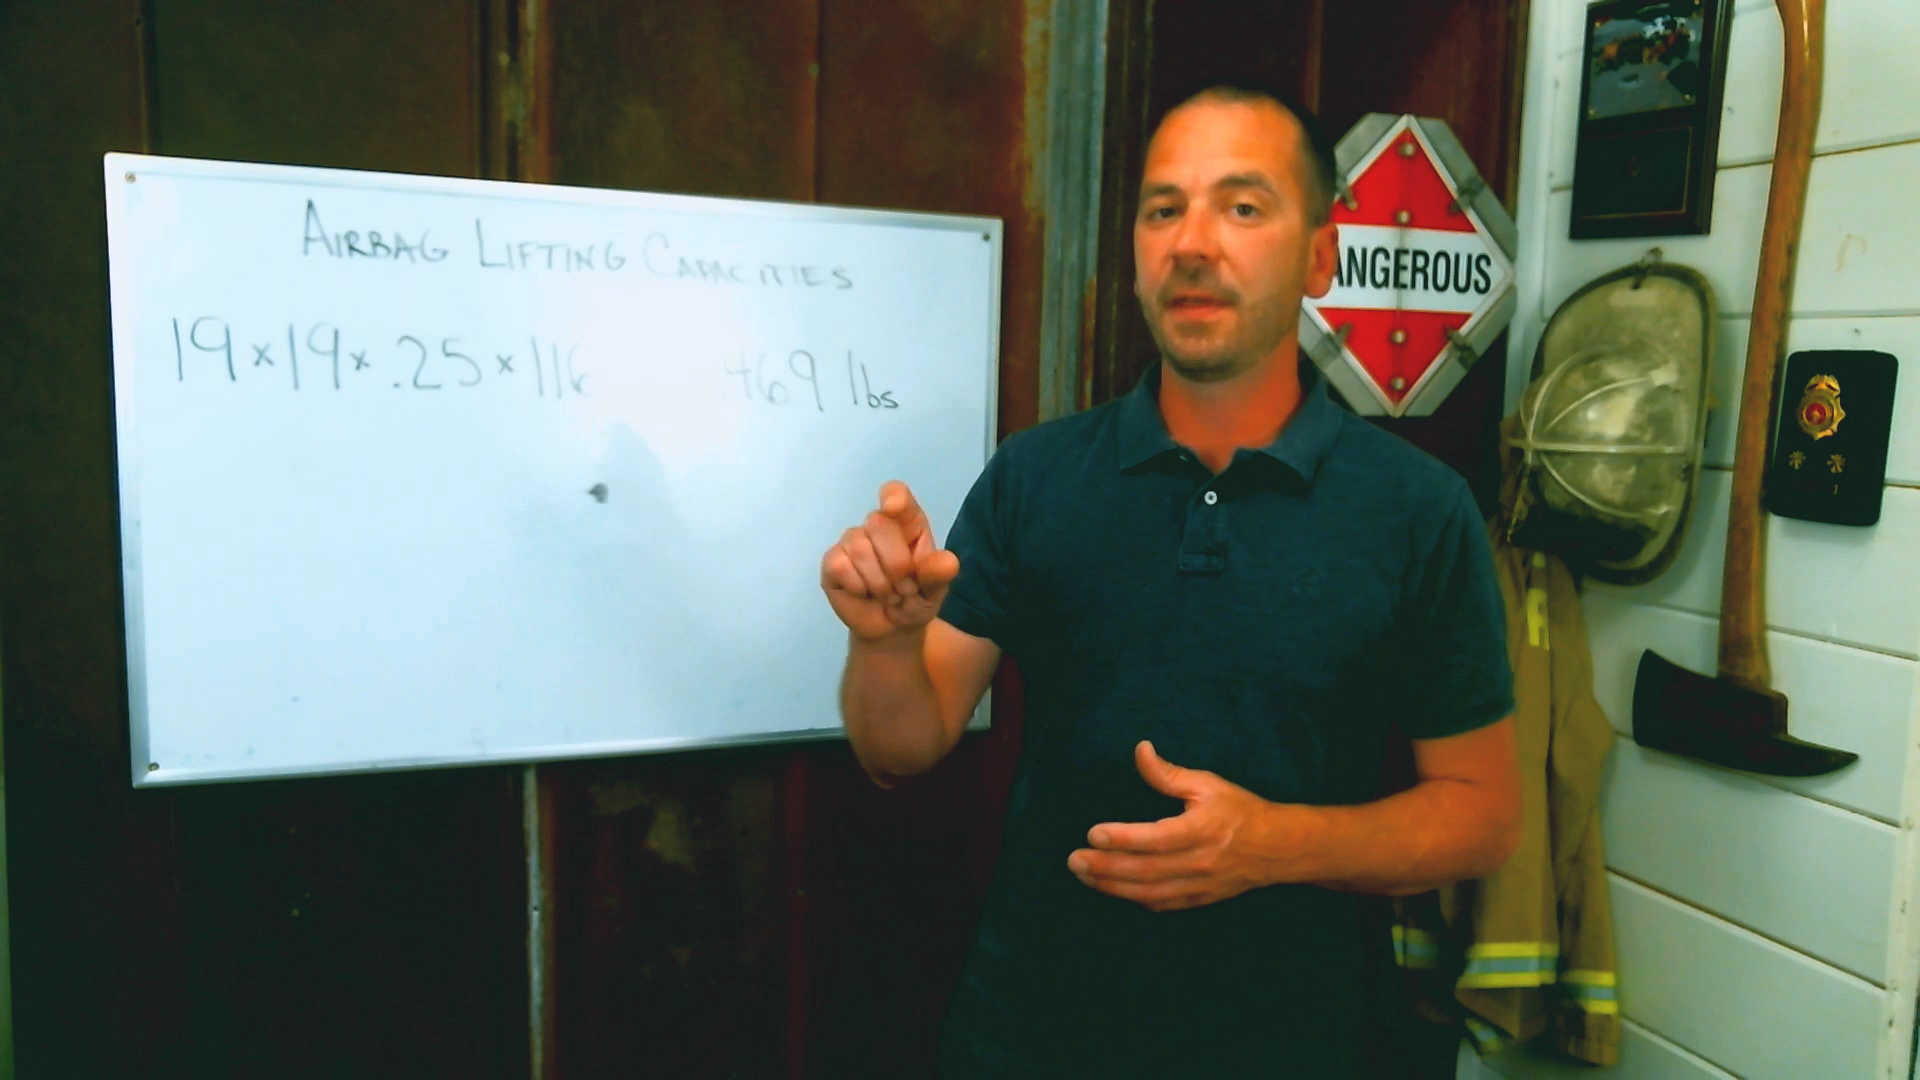 AIRBAG LIFTING CAPACITIES
19 x 19 x .25 x 116
469 lbs
ANGEROUS